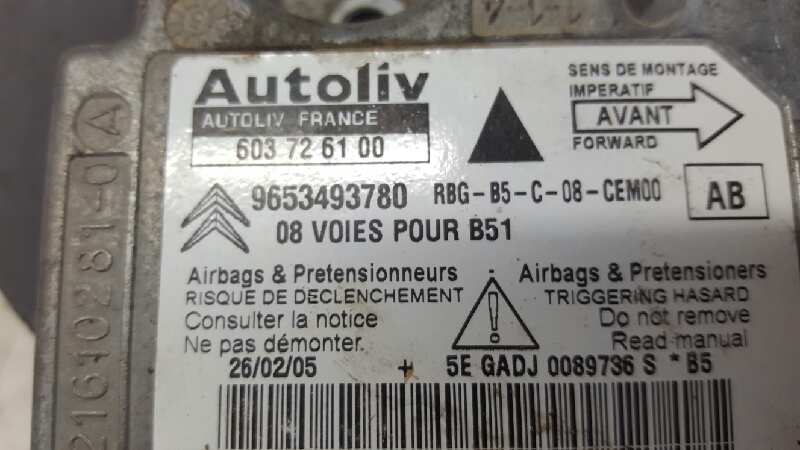 Autoliv
AUTOLIV FRANCE
603 72 61 00
SENS DE MONTAGE
IMPERATIF
AVANT
FORWARD
9653493780 RBG-B5-C-08-CEM00 AB
08 VOIES POUR B51
Airbags & Pretensionneurs
RISQUE DE DECLENCHEMENT
Consulter la notice
Ne pas démonter.
Airbags & Pretensioners
TRIGGERING HASARD
Do not remove
Read manual
26/02/05 + 5E GADJ 0089736 S * B5
21610281-0 A